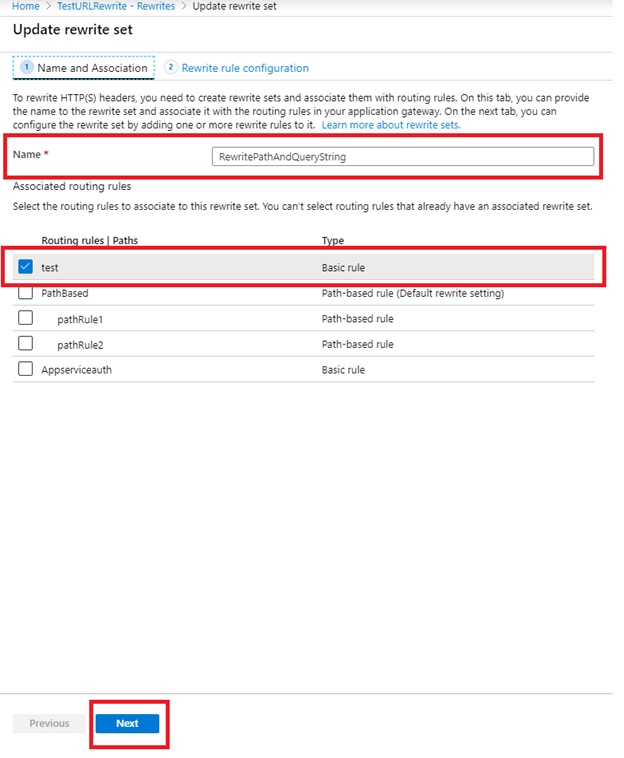 Home > TestURLRewrite - Rewrites > Update rewrite set
Update rewrite set
1 Name and Association 2 Rewrite rule configuration
To rewrite HTTP(S) headers, you need to create rewrite sets and associate them with routing rules. On this tab, you can provide
the name to the rewrite set and associate it with the routing rules in your application gateway. On the next tab, you can
configure the rewrite set by adding one or more rewrite rules to it. Learn more about rewrite sets.
Name * RewritePathAndQueryString
Associated routing rules
Select the routing rules to associate to this rewrite set. You can't select routing rules that already have an associated rewrite set.
Routing rules | Paths Type
test Basic rule
PathBased Path-based rule (Default rewrite setting)
pathRule1 Path-based rule
pathRule2 Path-based rule
Appserviceauth Basic rule
Previous Next